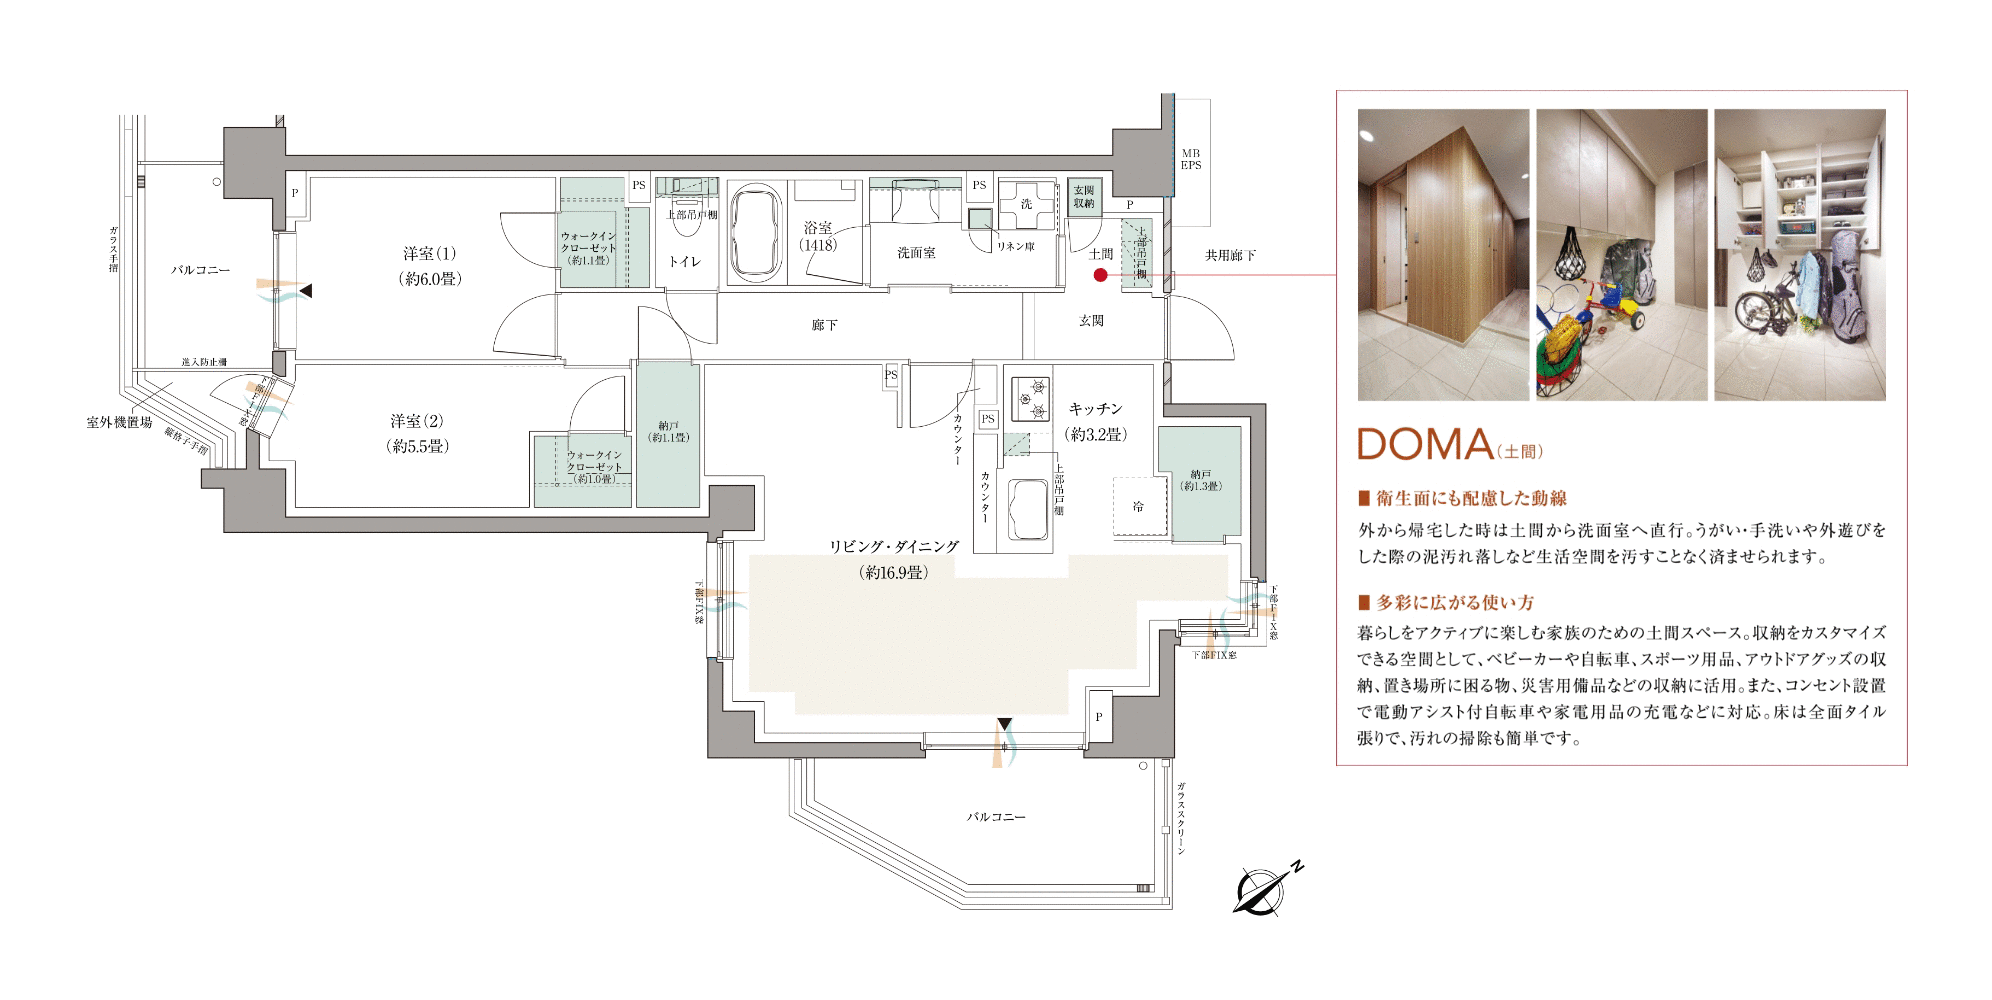 MB
EPS
P
PS
PS
玄関
収納
P
上部吊戸棚
洗
リネン庫
土間
共用廊下
上部吊戸棚
ウォークイン
クローゼット
(約1.1畳)
トイレ
浴室
(1418)
洗面室
洋室(1)
(約6.0畳)
バルコニー
ガラス手摺
廊下
玄関
進入防止柵
下部FIX窓
室外機置場
縦格子手摺
洋室(2)
(約5.5畳)
ウォークイン
クローゼット
(約1.0畳)
納戸
(約1.1畳)
PS
PS
カウンター
カウンター
キッチン
(約3.2畳)
上部吊戸棚
納戸
(約1.3畳)
冷
リビング・ダイニング
(約16.9畳)
下部FIX窓
下部FIX窓
下部FIX窓
P
バルコニー
ガラススクリーン
N
DOMA(土間)
■ 衛生面にも配慮した動線
外から帰宅した時は土間から洗面室へ直行。うがい・手洗いや外遊びを
した際の泥汚れ落しなど生活空間を汚すことなく済ませられます。
■ 多彩に広がる使い方
暮らしをアクティブに楽しむ家族のための土間スペース。収納をカスタマイズ
できる空間として、ベビーカーや自転車、スポーツ用品、アウトドアグッズの収
納、置き場所に困る物、災害用備品などの収納に活用。また、コンセント設置
で電動アシスト付自転車や家電用品の充電などに対応。床は全面タイル
張りで、汚れの掃除も簡単です。